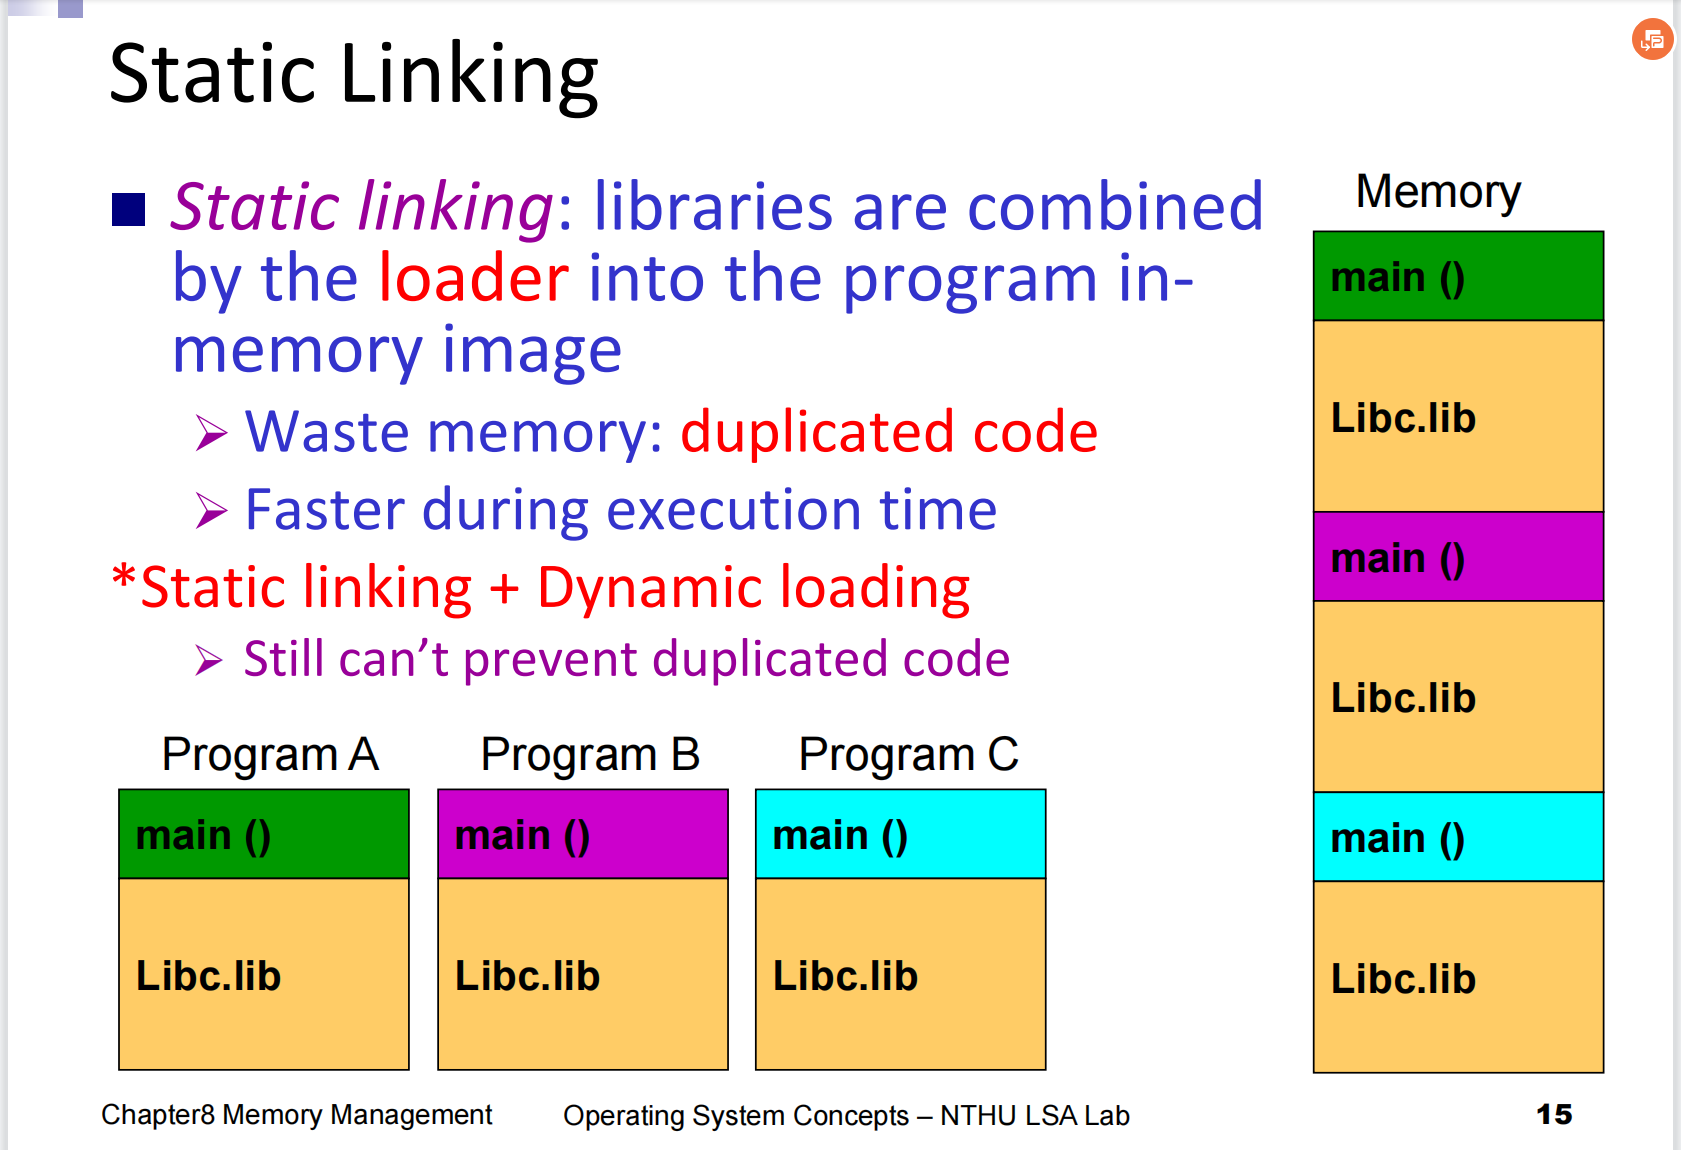 Static Linking
Static linking: libraries are combined
by the loader into the program in-
memory image
Waste memory: duplicated code
Faster during execution time
*Static linking + Dynamic loading
Still can’t prevent duplicated code
Program A
main ()
Libc.lib
Program B
main ()
Libc.lib
Program C
main ()
Libc.lib
Memory
main ()
Libc.lib
main ()
Libc.lib
main ()
Libc.lib
Chapter8 Memory Management
Operating System Concepts – NTHU LSA Lab
15